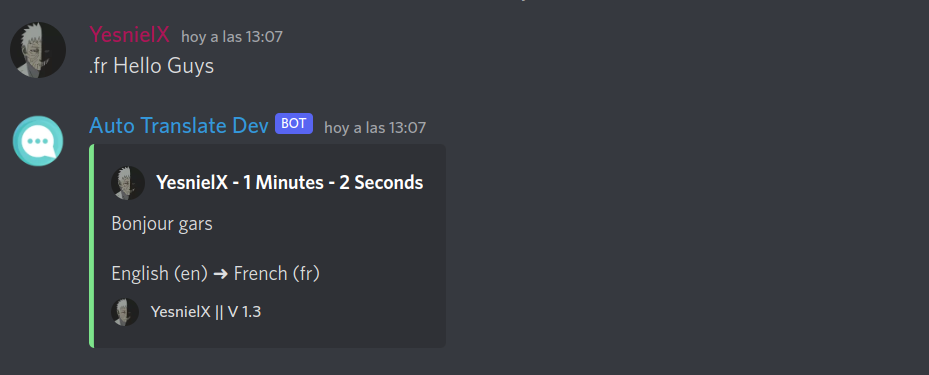 YesnielX hoy a las 13:07
.fr Hello Guys
Auto Translate Dev BOT hoy a las 13:07
YesnielX - 1 Minutes - 2 Seconds
Bonjour gars
English (en) ➜ French (fr)
YesnielX || V 1.3